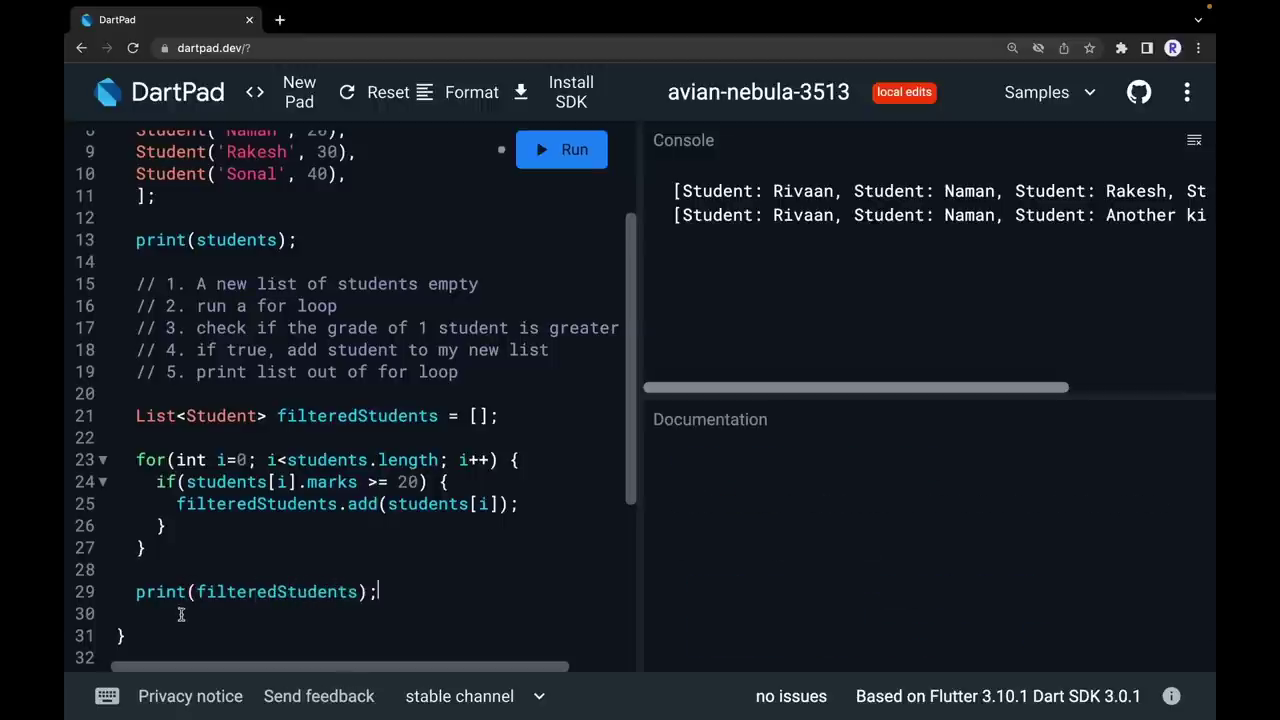 DartPad
dartpad.dev/?
R
DartPad
<>
New Pad
Reset
Format
Install SDK
avian-nebula-3513
local edits
Samples
8 Student('Naman', 20),
9 Student('Rakesh', 30),
10 Student('Sonal', 40),
11 ];
12
13 print(students);
14
15 // 1. A new list of students empty
16 // 2. run a for loop
17 // 3. check if the grade of 1 student is greater
18 // 4. if true, add student to my new list
19 // 5. print list out of for loop
20
21 List<Student> filteredStudents = [];
22
23 for(int i=0; i<students.length; i++) {
24 if(students[i].marks >= 20) {
25 filteredStudents.add(students[i]);
26 }
27 }
28
29 print(filteredStudents);
30
31 }
32
Run
Console
[Student: Rivaan, Student: Naman, Student: Rakesh, St
[Student: Rivaan, Student: Naman, Student: Another ki
Documentation
Privacy notice
Send feedback
stable channel
no issues
Based on Flutter 3.10.1 Dart SDK 3.0.1